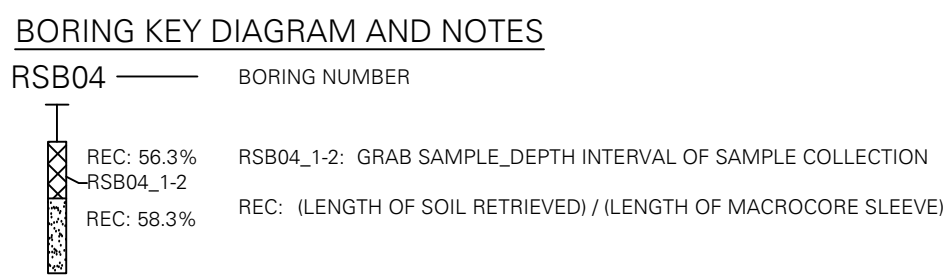 BORING KEY DIAGRAM AND NOTES
RSB04 BORING NUMBER
REC: 56.3% RSB04_1-2: GRAB SAMPLE_DEPTH INTERVAL OF SAMPLE COLLECTION
RSB04_1-2
REC: 58.3% REC: (LENGTH OF SOIL RETRIEVED) / (LENGTH OF MACROCORE SLEEVE)